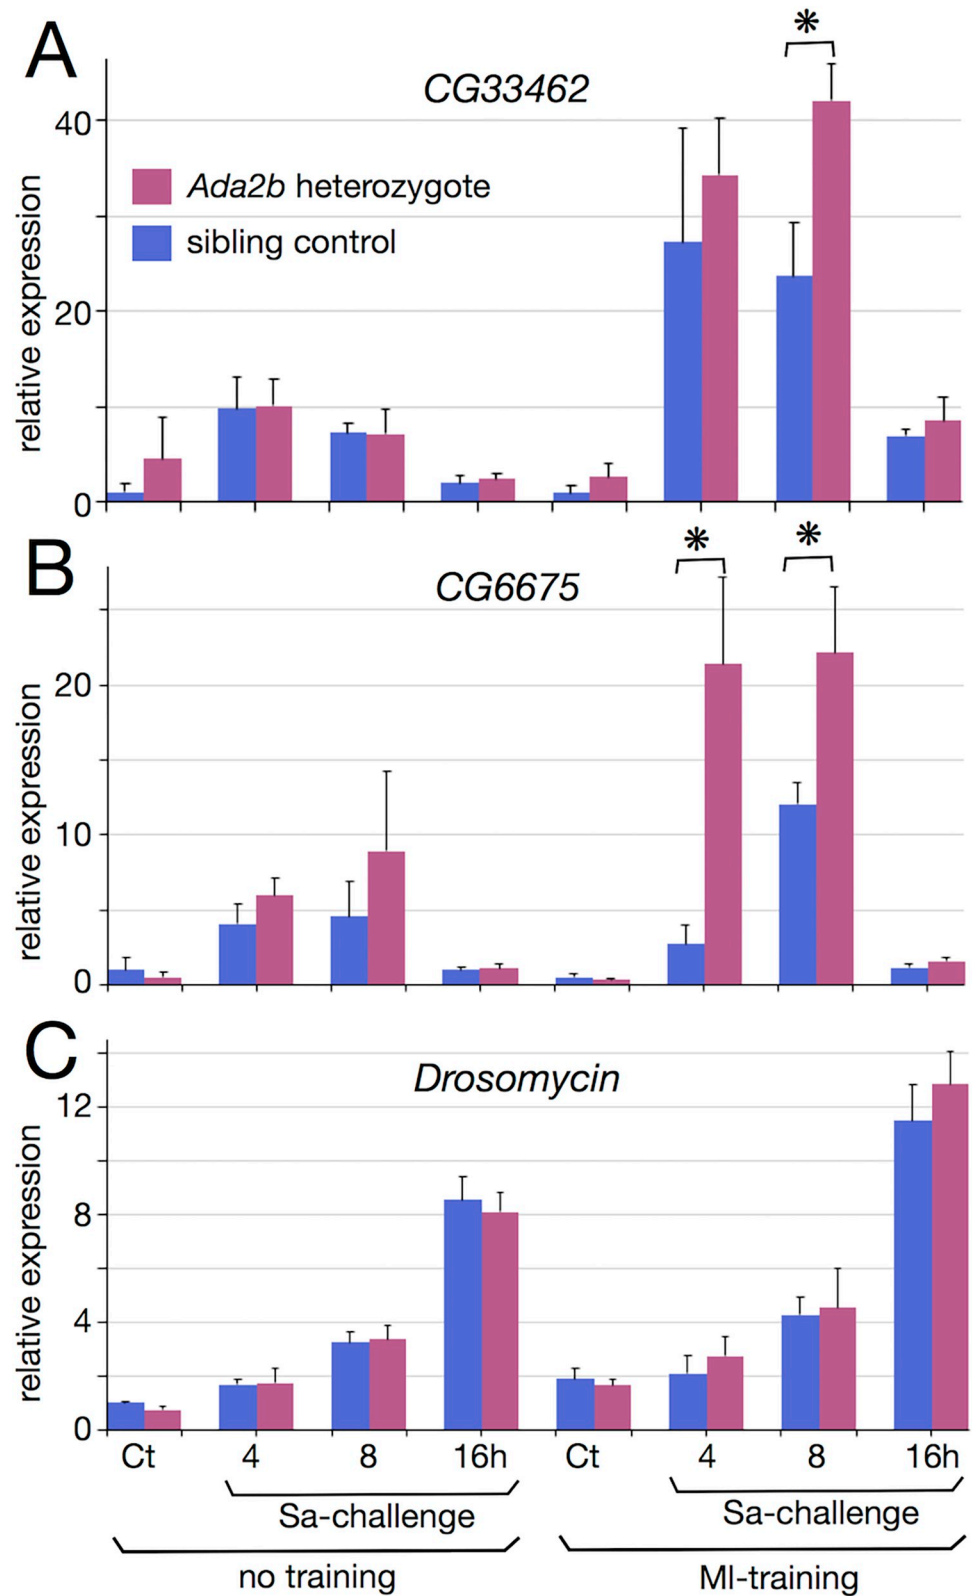 A
CG33462
40
Ada2b heterozygote
sibling control
20
0
relative expression
B
CG6675
20
10
0
relative expression
C
Drosomycin
12
8
4
0
relative expression
Ct 4 8 16h Ct 4 8 16h
Sa-challenge Sa-challenge
no training MI-training